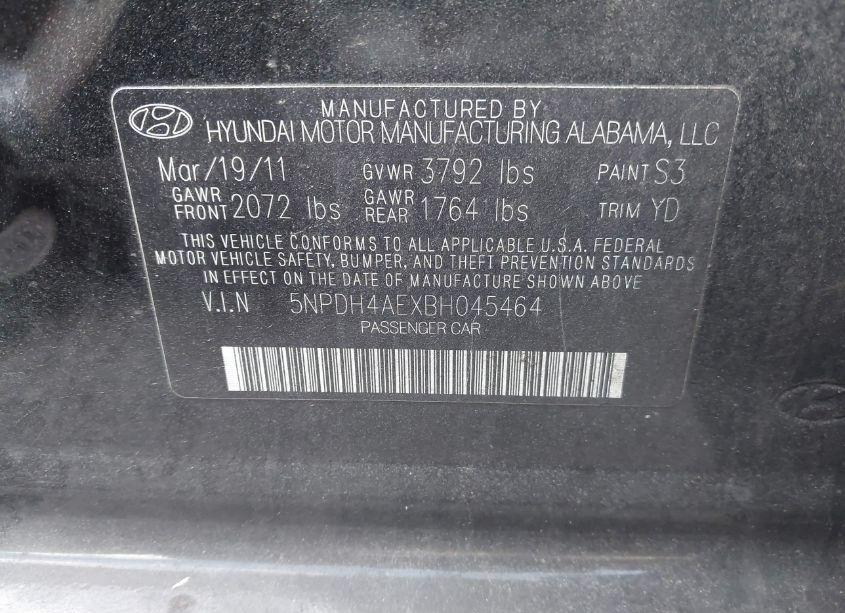 MANUFACTURED BY
HYUNDAI MOTOR MANUFACTURING ALABAMA, LLC
Mar/19/11 GVWR 3792 lbs PAINT S3
GAWR FRONT 2072 lbs GAWR REAR 1764 lbs TRIM YD
THIS VEHICLE CONFORMS TO ALL APPLICABLE U.S.A. FEDERAL
MOTOR VEHICLE SAFETY, BUMPER, AND THEFT PREVENTION STANDARDS
IN EFFECT ON THE DATE OF MANUFACTURE SHOWN ABOVE
V.I.N 5NPDH4AEXBH045464
PASSENGER CAR